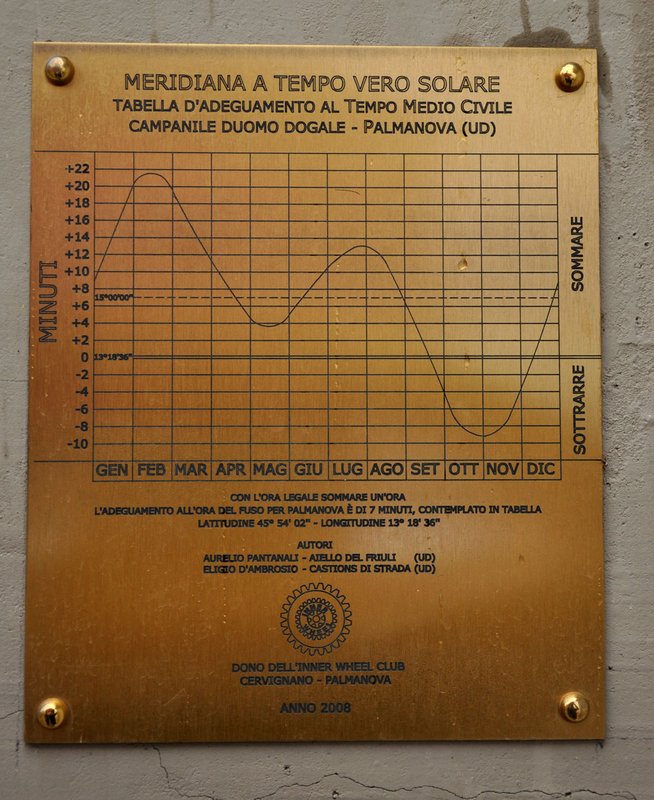 MERIDIANA A TEMPO VERO SOLARE
TABELLA D'ADEGUAMENTO AL TEMPO MEDIO CIVILE
CAMPANILE DUOMO DOGALE - PALMANOVA (UD)
MINUTI
+22
+20
+18
+16
+14
+12
+10
+8
15°00'00"
+6
+4
+2
0 13°18'36"
-2
-4
-6
-8
-10
SOMMARE
SOTTRARRE
GEN FEB MAR APR MAG GIU LUG AGO SET OTT NOV DIC
CON L'ORA LEGALE SOMMARE UN'ORA
L'ADEGUAMENTO ALL'ORA DEL FUSO PER PALMANOVA È DI 7 MINUTI, CONTEMPLATO IN TABELLA
LATITUDINE 45° 54' 02" - LONGITUDINE 13° 18' 36"
AUTORI
AURELIO PANTANALI - AIELLO DEL FRIULI (UD)
ELIGIO D'AMBROSIO - CASTIONS DI STRADA (UD)
INNER WHEEL
DONO DELL'INNER WHEEL CLUB
CERVIGNANO - PALMANOVA
ANNO 2008